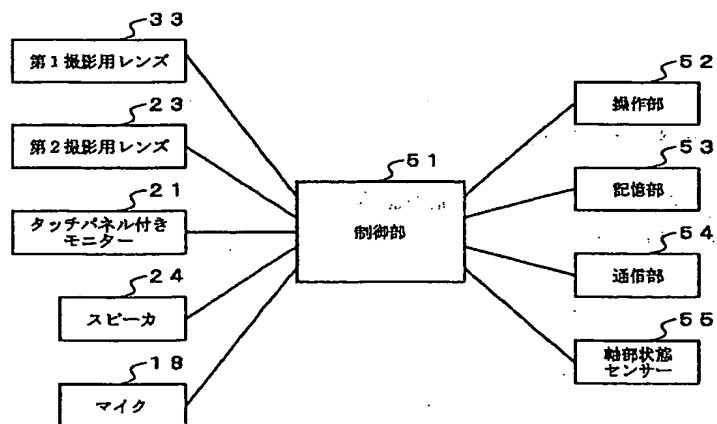 33
第1撮影用レンズ
23
第2撮影用レンズ
21
タッチパネル付き
モニター
24
スピーカ
18
マイク
51
制御部
52
操作部
53
記憶部
54
通信部
55
軸部状態
センサー